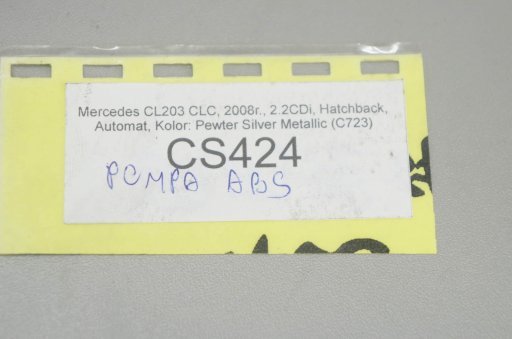 Mercedes CL203 CLC, 2008r., 2.2CDi, Hatchback,
Automat, Kolor: Pewter Silver Metallic (C723)
CS424
POMPA ABS